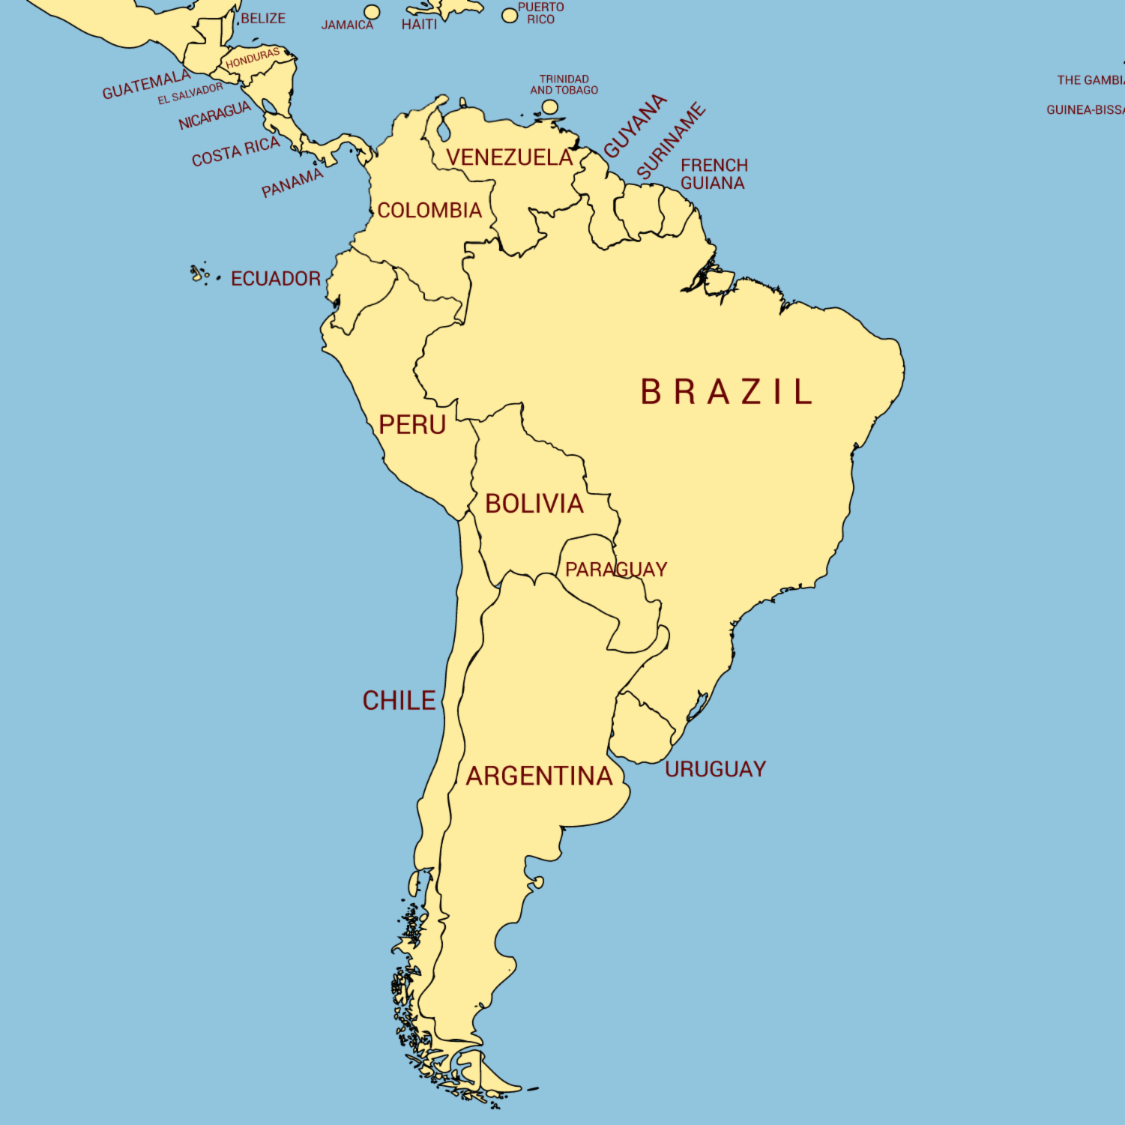 BELIZE
JAMAICA
HAITI
PUERTO
RICO
HONDURAS
GUATEMALA
EL SALVADOR
NICARAGUA
COSTA RICA
PANAMA
TRINIDAD
AND TOBAGO
THE GAMBI
GUINEA-BISSA
VENEZUELA
GUYANA
SURINAME
FRENCH
GUIANA
COLOMBIA
ECUADOR
BRAZIL
PERU
BOLIVIA
PARAGUAY
CHILE
ARGENTINA
URUGUAY